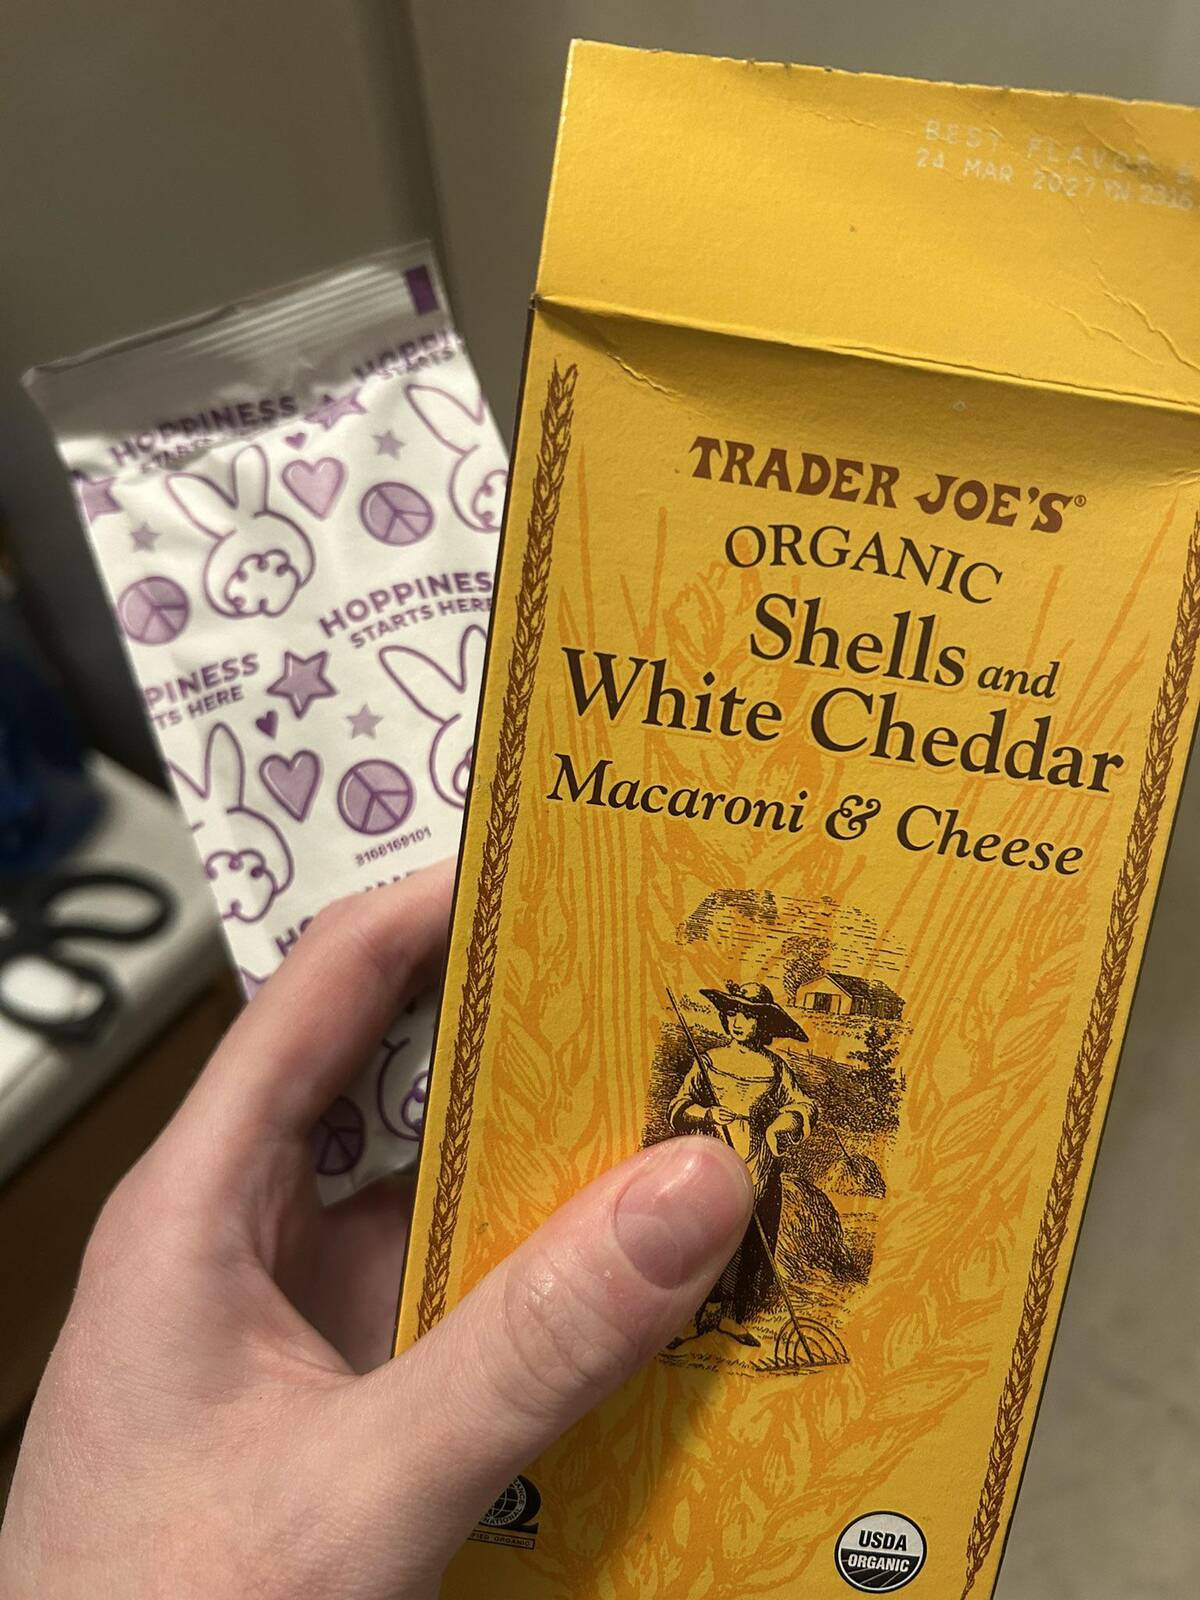 BEST FLAVOR
24 MAR 2027
TRADER JOE'S®
ORGANIC
Shells and
White Cheddar
Macaroni & Cheese
USDA
ORGANIC
HOPPINESS
STARTS
HOPPINESS
STARTS HERE
PINESS
TS HERE
3168169101